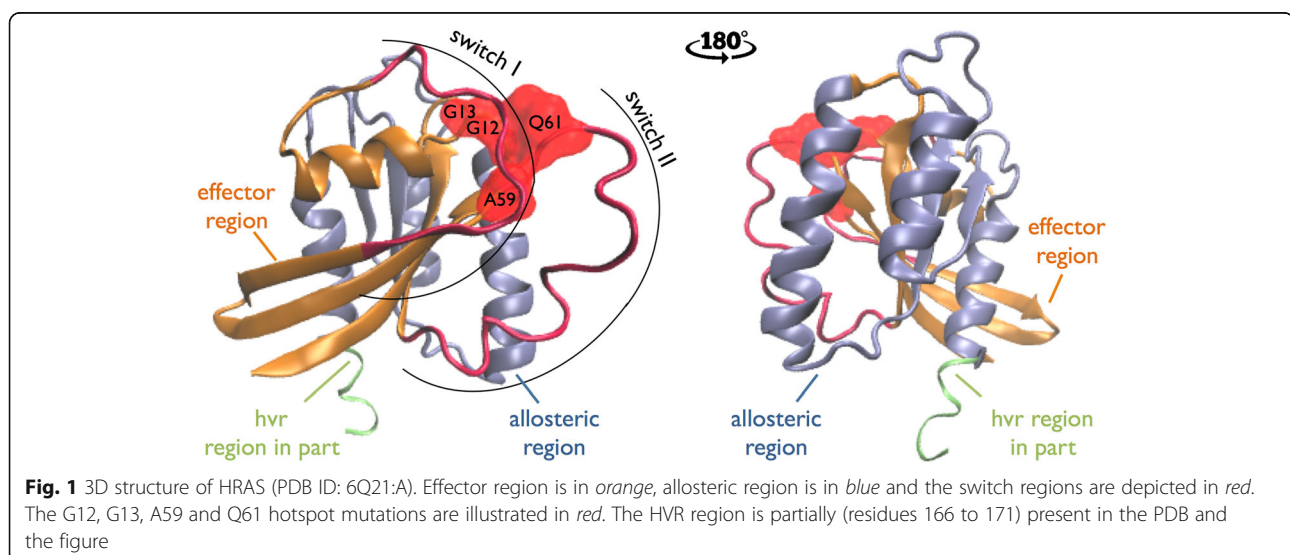 switch I
180°
switch II
G13
G12
Q61
A59
effector
region
effector
region
hvr
region in part
allosteric
region
allosteric
region
hvr region
in part
Fig. 1 3D structure of HRAS (PDB ID: 6Q21:A). Effector region is in orange, allosteric region is in blue and the switch regions are depicted in red.
The G12, G13, A59 and Q61 hotspot mutations are illustrated in red. The HVR region is partially (residues 166 to 171) present in the PDB and
the figure